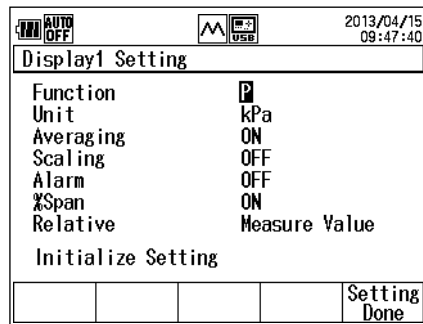 AUTO OFF USB 2013/04/15
09:47:40
Display1 Setting
Function P
Unit kPa
Averaging ON
Scaling OFF
Alarm OFF
%Span ON
Relative Measure Value
Initialize Setting
Setting
Done